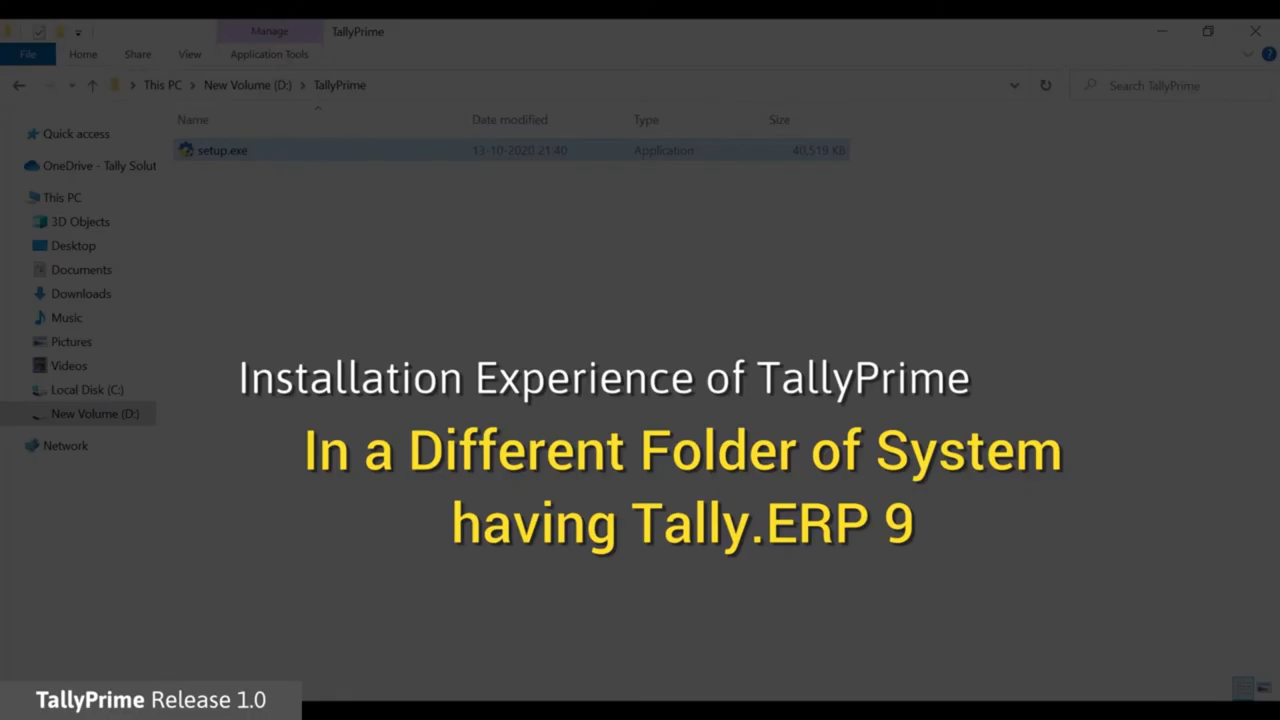 Manage
TallyPrime
File
Home
Share
View
Application Tools
This PC
New Volume (D:)
TallyPrime
Search TallyPrime
Name
Date modified
Type
Size
setup.exe
13-10-2020 21:40
Application
40,519 KB
Quick access
OneDrive - Tally Solut
This PC
3D Objects
Desktop
Documents
Downloads
Music
Pictures
Videos
Local Disk (C:)
New Volume (D:)
Network
Installation Experience of TallyPrime
In a Different Folder of System
having Tally.ERP 9
TallyPrime Release 1.0